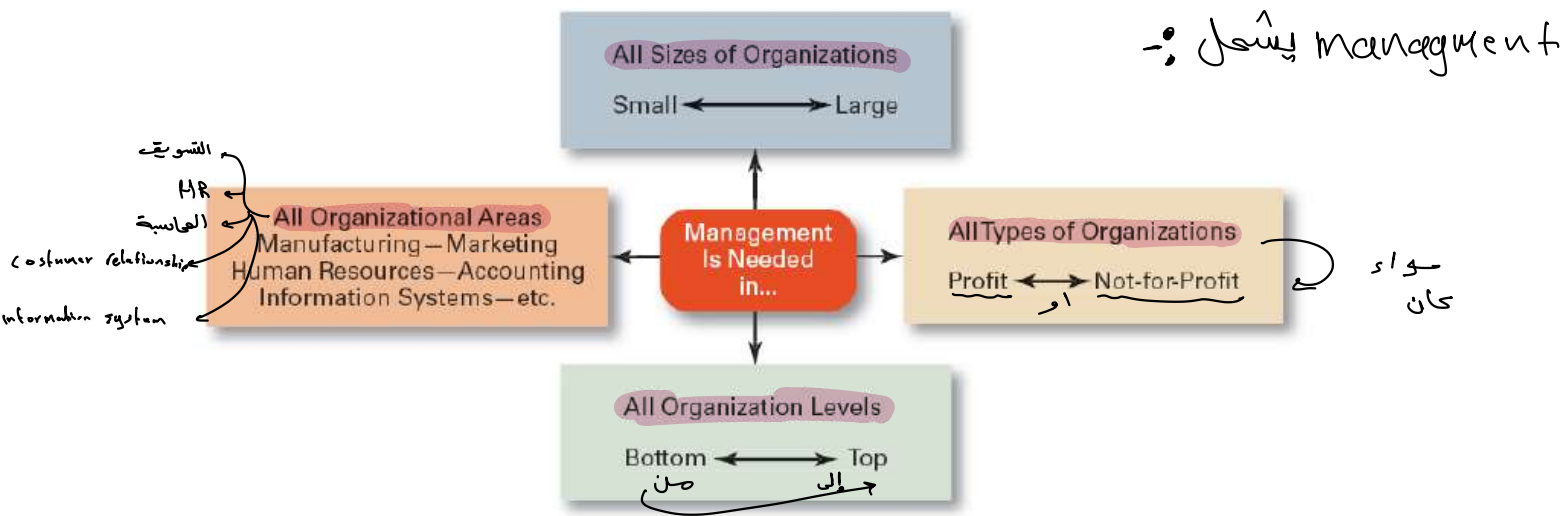 management يشمل :-
All Sizes of Organizations
Small Large
التسويق
HR
المحاسبة
costumer relationship
information system
All Organizational Areas
Manufacturing—Marketing
Human Resources—Accounting
Information Systems—etc.
Management
Is Needed
in...
All Types of Organizations
Profit Not-for-Profit
او
سواء
كان
All Organization Levels
Bottom Top
من إلى